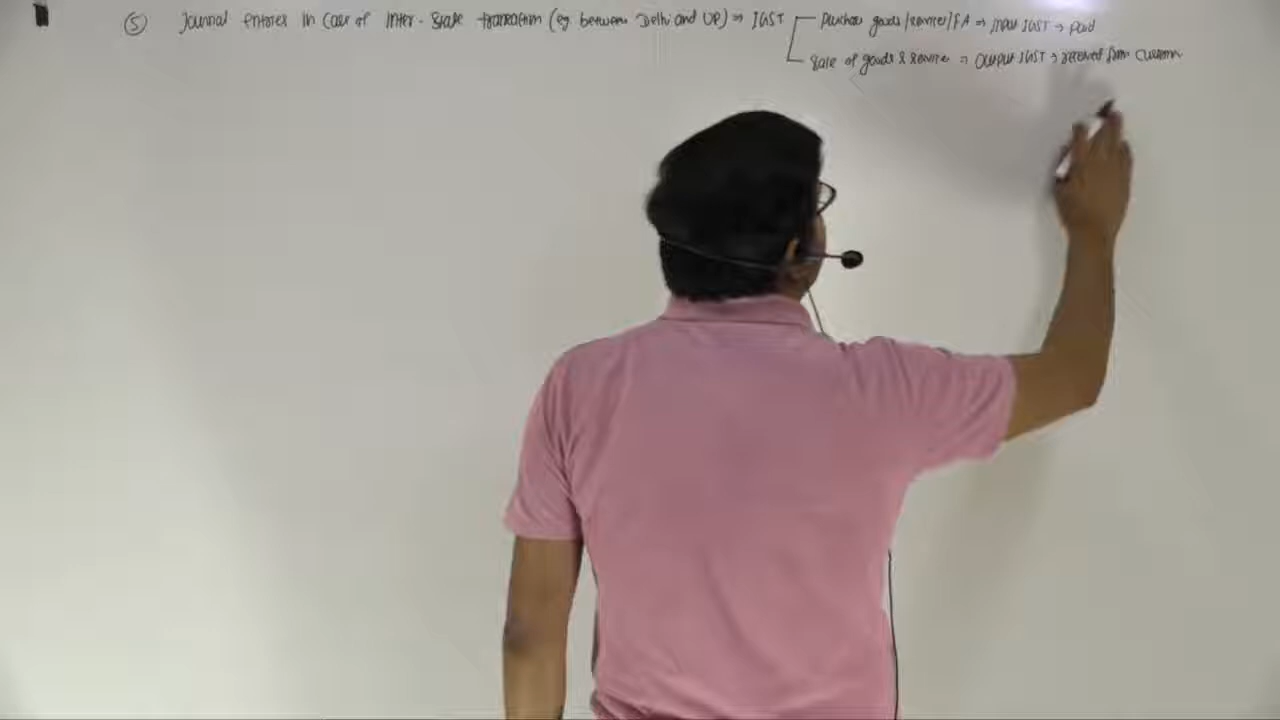 ⑤ Journal entries in case of Inter-State transaction (eg. between Delhi and UP) ⇒ IGST
Purchase goods/service/FA ⇒ Input IGST → paid
Sale of goods & service ⇒ Output IGST → received from customer